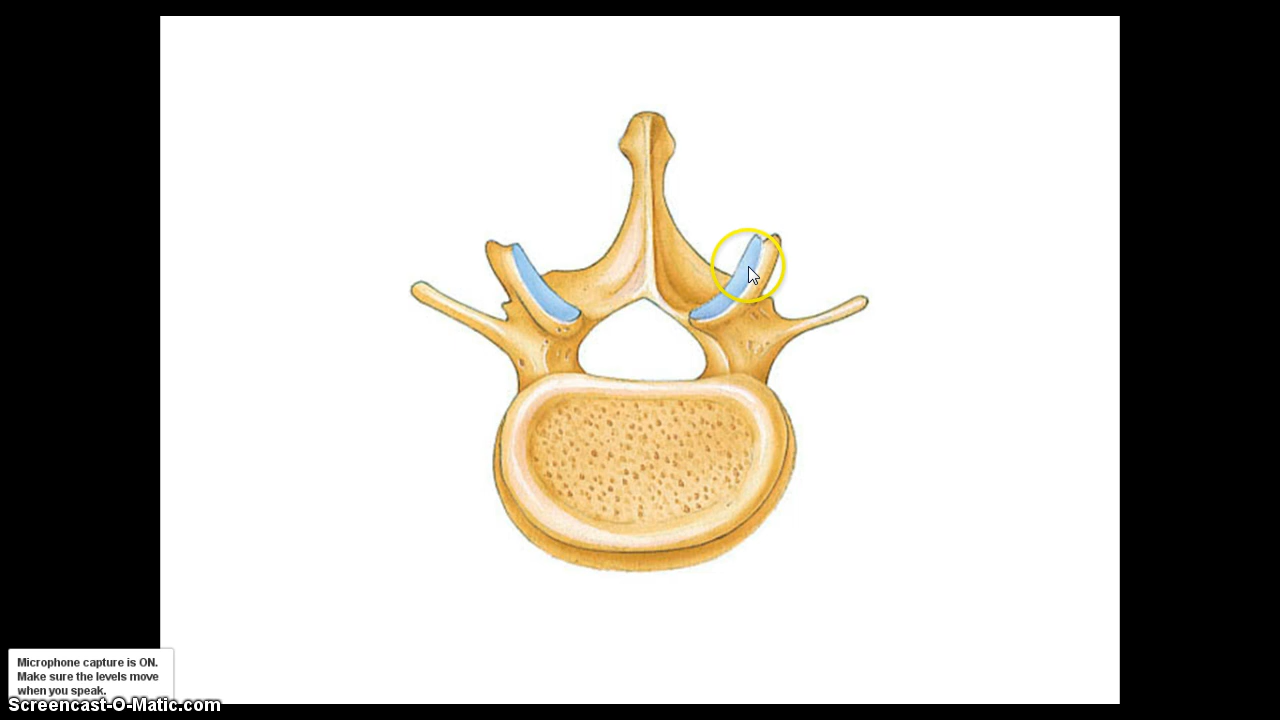 Microphone capture is ON.
Make sure the levels move
when you speak.
Screencast-O-Matic.com